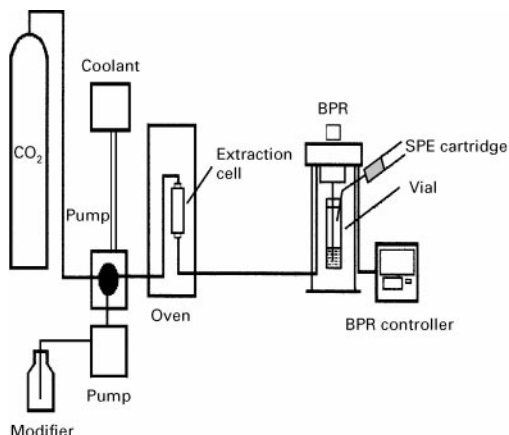 CO₂
Coolant
Pump
Oven
Extraction
cell
BPR
SPE cartridge
Vial
BPR controller
Pump
Modifier